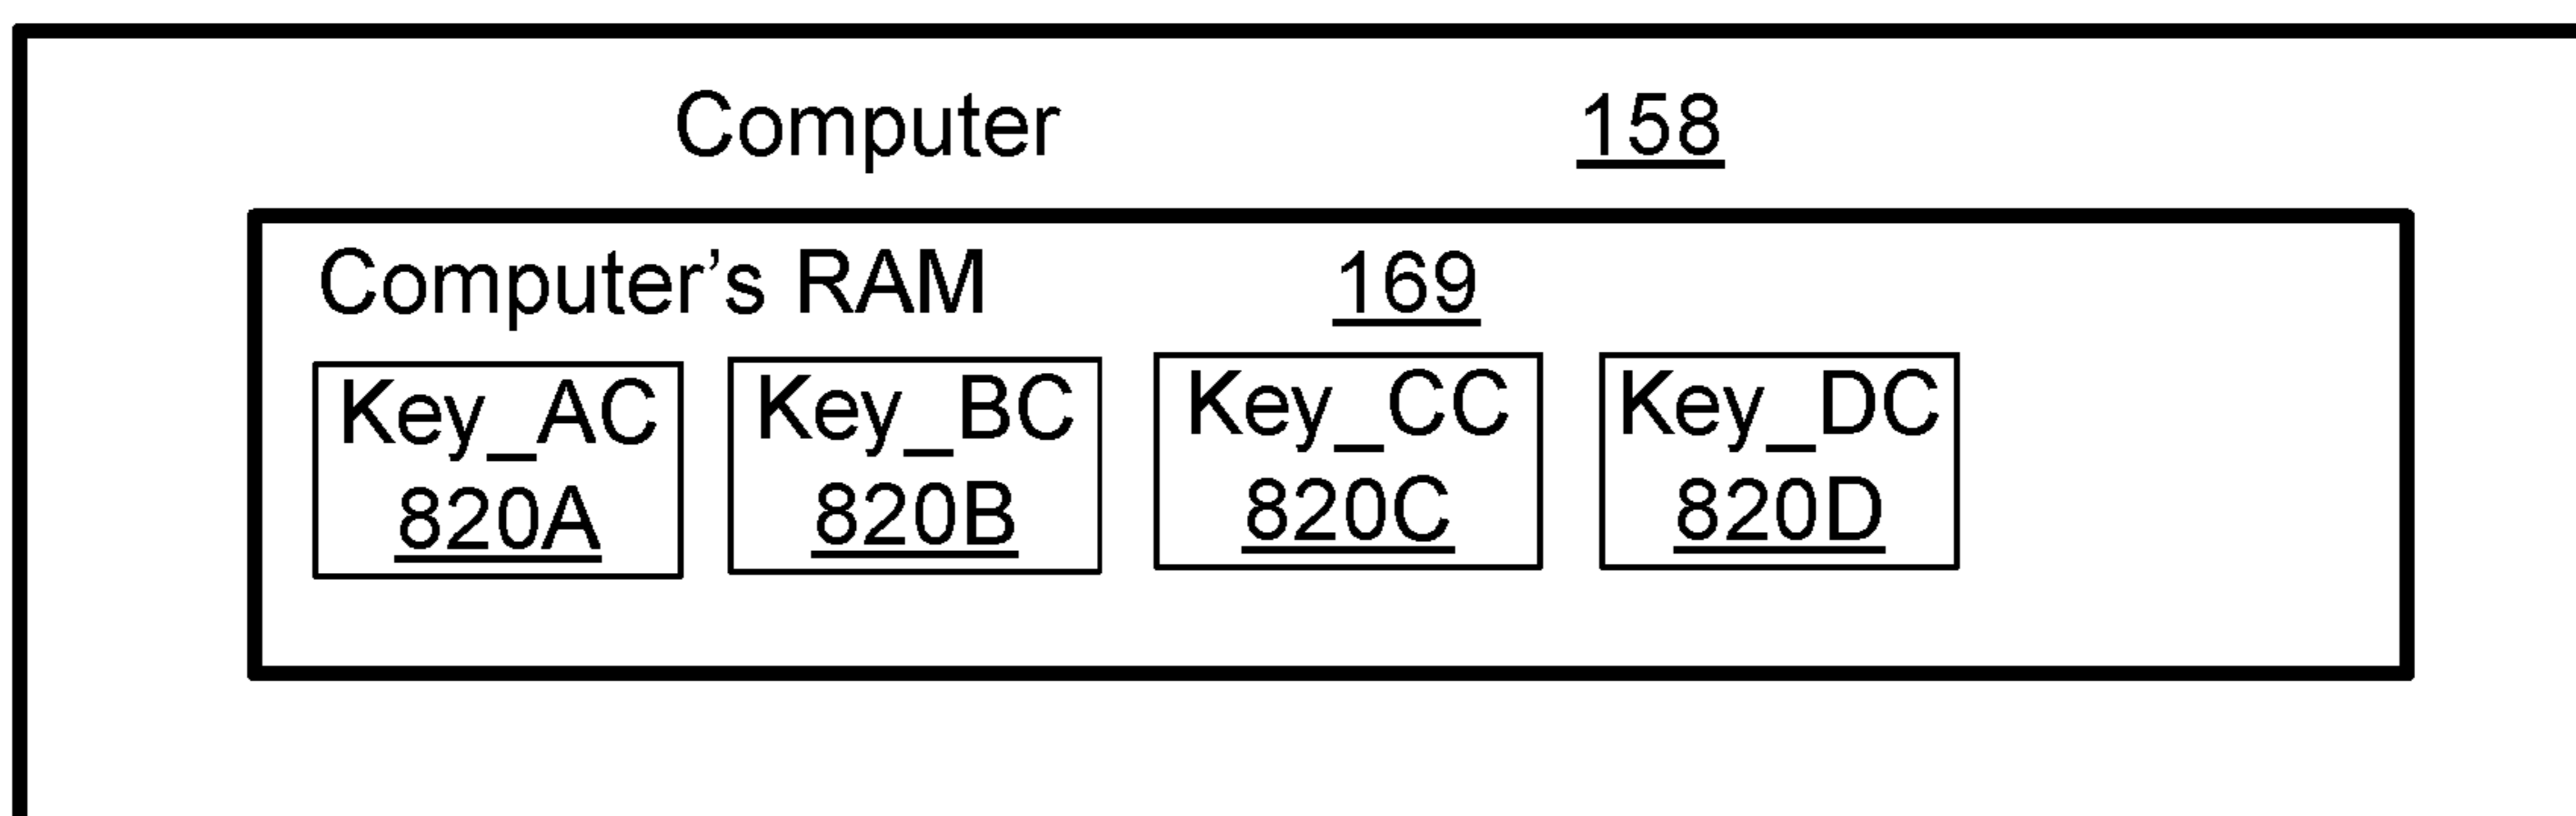 Computer 158
Computer’s RAM 169
Key_AC Key_BC Key_CC Key_DC
820A 820B 820C 820D